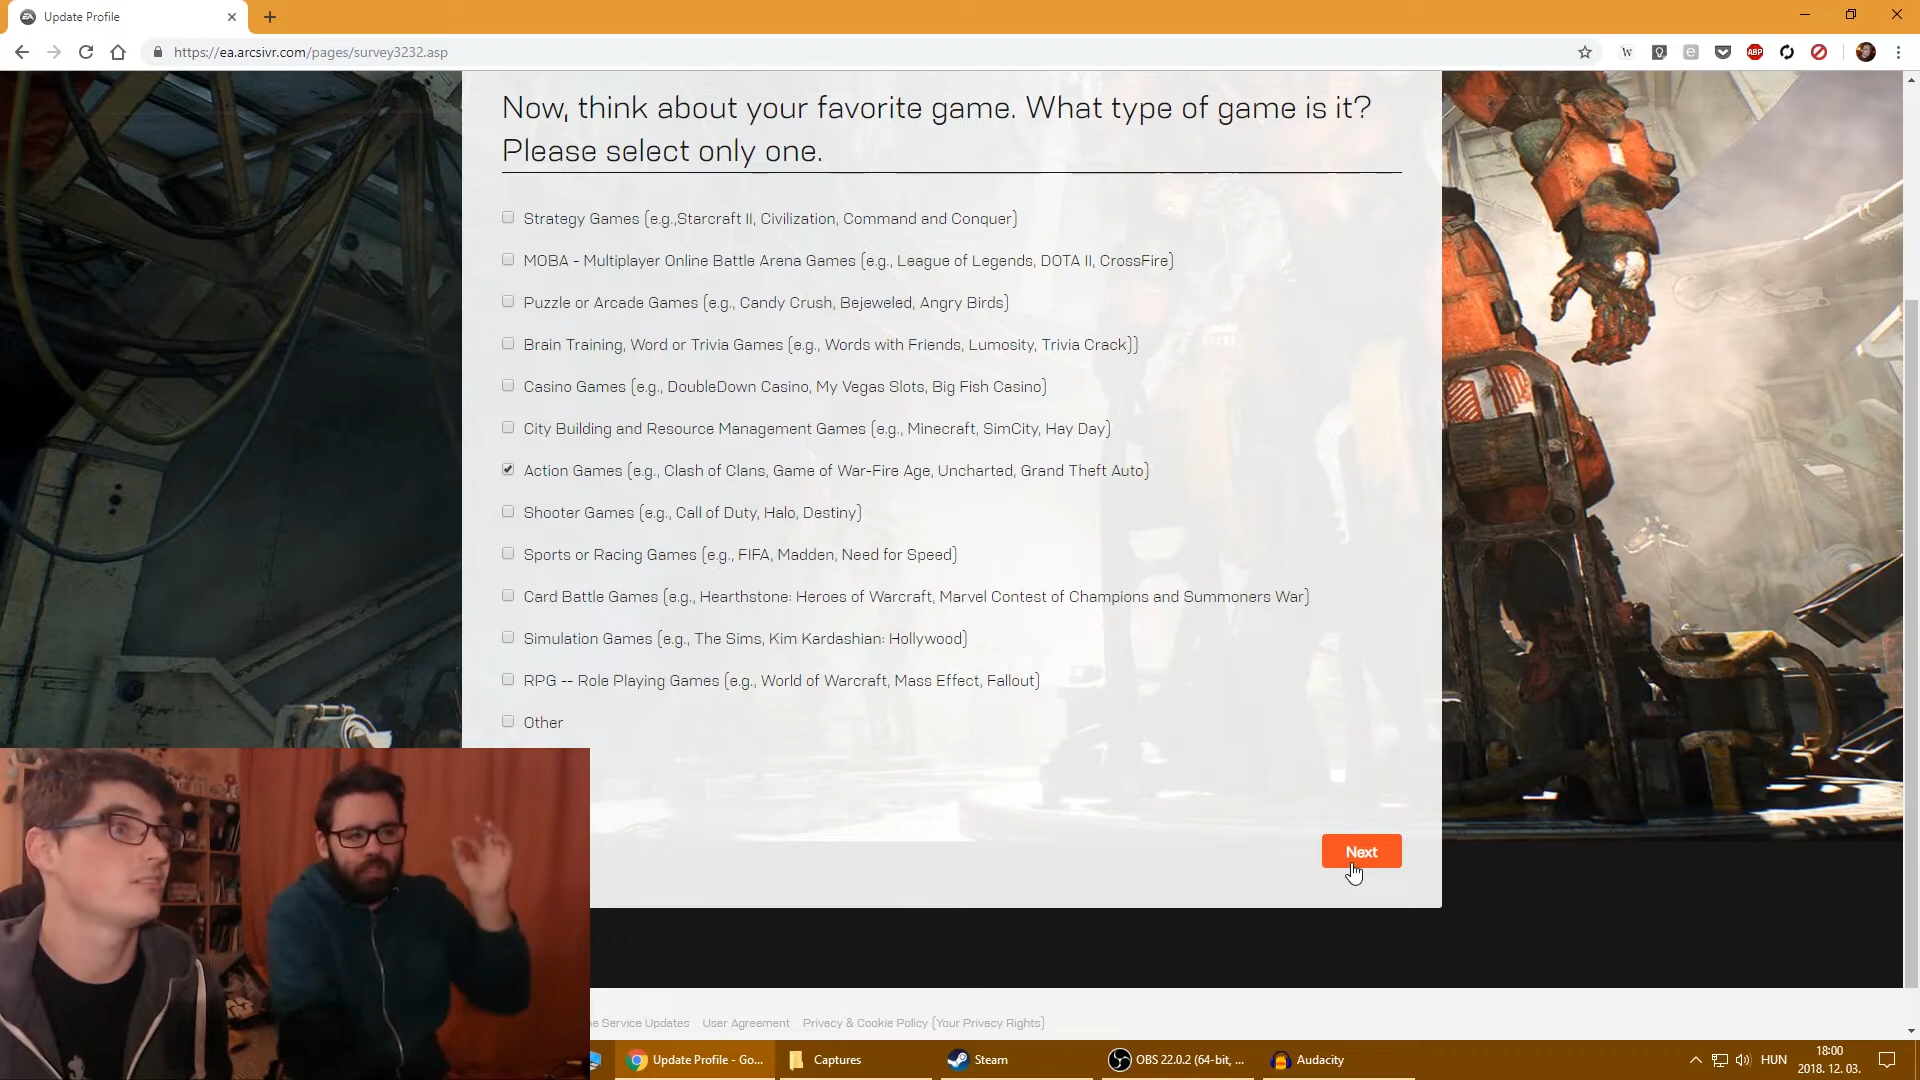 Update Profile
https://ea.arcsivr.com/pages/survey3232.asp
W
ABP
Now, think about your favorite game. What type of game is it?
Please select only one.
Strategy Games (e.g.,Starcraft II, Civilization, Command and Conquer)
MOBA - Multiplayer Online Battle Arena Games (e.g., League of Legends, DOTA II, CrossFire)
Puzzle or Arcade Games (e.g., Candy Crush, Bejeweled, Angry Birds)
Brain Training, Word or Trivia Games (e.g., Words with Friends, Lumosity, Trivia Crack))
Casino Games (e.g., DoubleDown Casino, My Vegas Slots, Big Fish Casino)
City Building and Resource Management Games (e.g., Minecraft, SimCity, Hay Day)
Action Games (e.g., Clash of Clans, Game of War-Fire Age, Uncharted, Grand Theft Auto)
Shooter Games (e.g., Call of Duty, Halo, Destiny)
Sports or Racing Games (e.g., FIFA, Madden, Need for Speed)
Card Battle Games (e.g., Hearthstone: Heroes of Warcraft, Marvel Contest of Champions and Summoners War)
Simulation Games (e.g., The Sims, Kim Kardashian: Hollywood)
RPG -- Role Playing Games (e.g., World of Warcraft, Mass Effect, Fallout)
Other
Next
Service Updates User Agreement Privacy & Cookie Policy (Your Privacy Rights)
Update Profile - Go... Captures Steam OBS 22.0.2 (64-bit, ... Audacity HUN
18:00
2018. 12. 03.